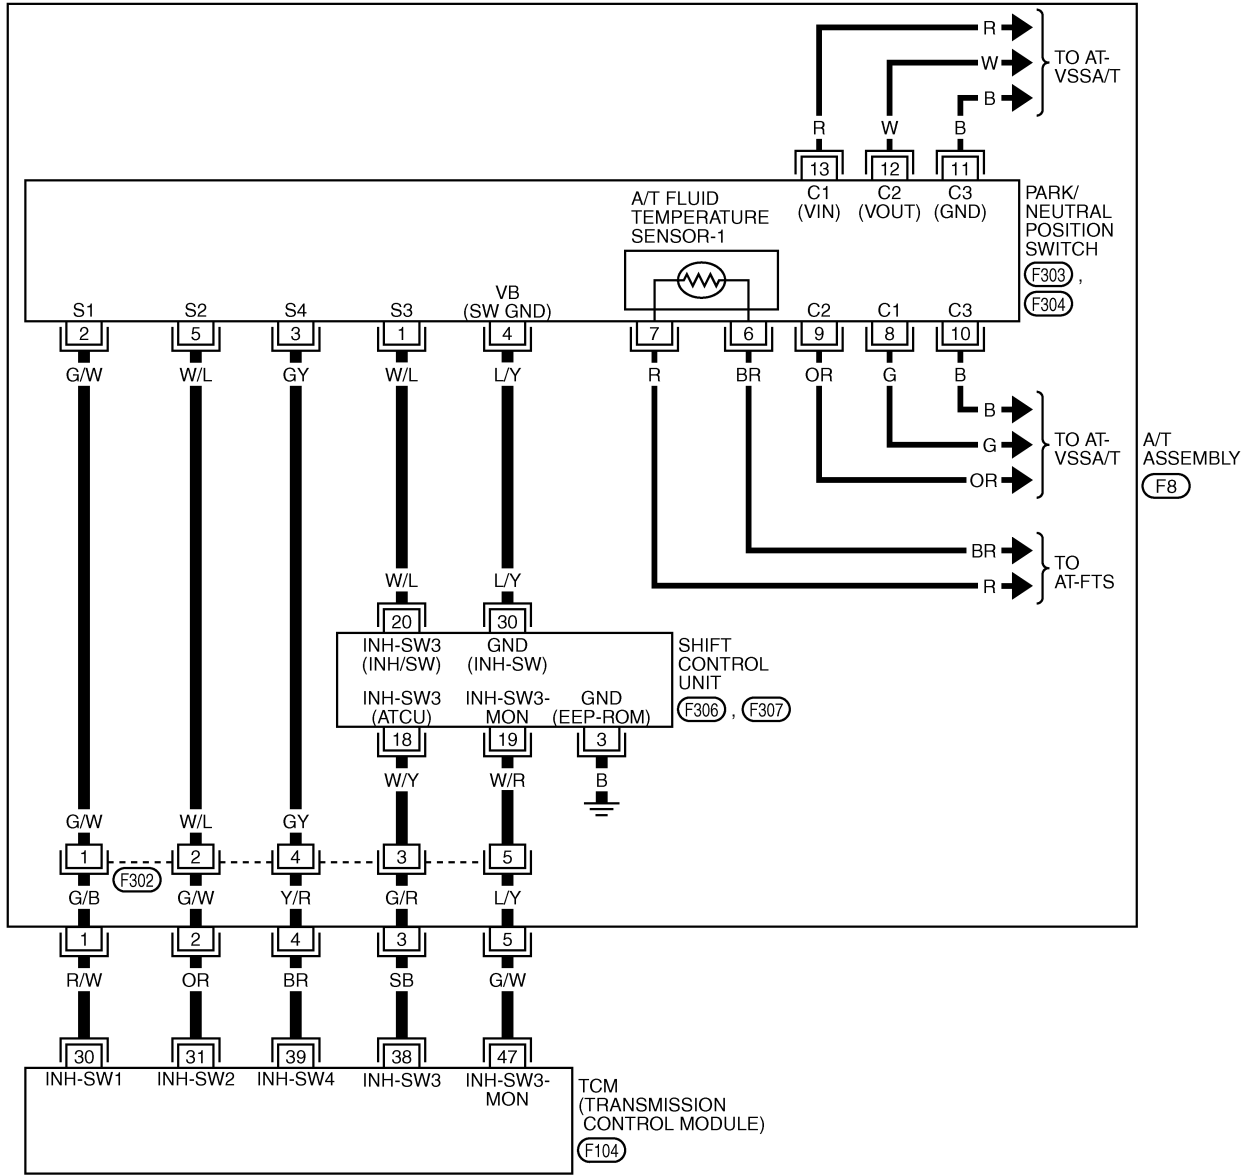 R
W
B
TO AT-
VSSA/T
R W B
13 12 11
C1 C2 C3
(VIN) (VOUT) (GND)
A/T FLUID
TEMPERATURE
SENSOR-1
PARK/
NEUTRAL
POSITION
SWITCH
F303 ,
F304
S1 S2 S4 S3 VB
(SW GND)
C2 C1 C3
2 5 3 1 4 7 6 9 8 10
G/W W/L GY W/L L/Y R BR OR G B
B
G
OR
TO AT-
VSSA/T
A/T
ASSEMBLY
F8
BR
R
TO
AT-FTS
W/L L/Y
20 30
INH-SW3 GND
(INH/SW) (INH-SW)
SHIFT
CONTROL
UNIT
F306 , F307
INH-SW3 INH-SW3- GND
(ATCU) MON (EEP-ROM)
18 19 3
W/Y W/R B
G/W W/L GY
1 2 4 3 5
F302
G/B G/W Y/R G/R L/Y
1 2 4 3 5
R/W OR BR SB G/W
30 31 39 38 47
INH-SW1 INH-SW2 INH-SW4 INH-SW3 INH-SW3-
MON
TCM
(TRANSMISSION
CONTROL MODULE)
F104